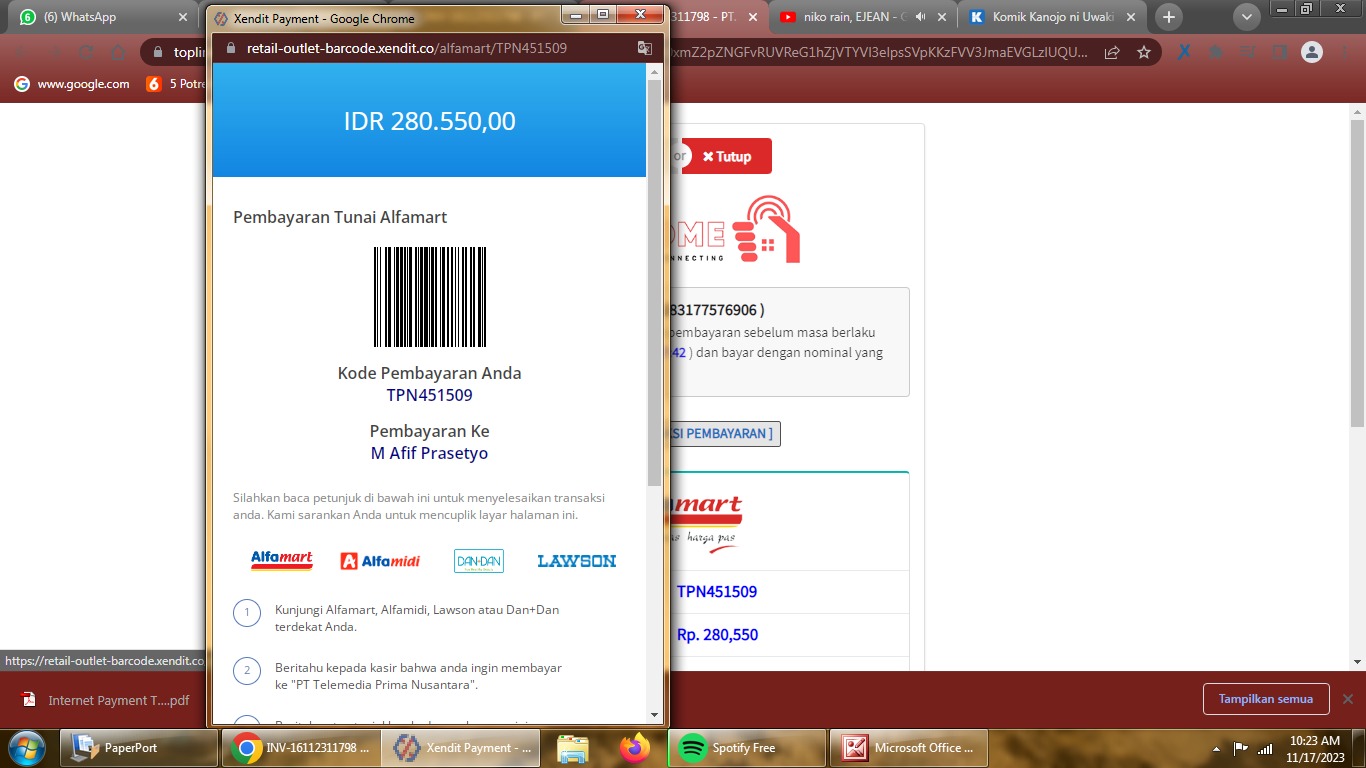 (6) WhatsApp
Xendit Payment - Google Chrome
311798 - PT.
niko rain, EJEAN - G
Komik Kanojo ni Uwaki
toplin
retail-outlet-barcode.xendit.co/alfamart/TPN451509
www.google.com
5 Potre
IDR 280.550,00
or
Tutup
Pembayaran Tunai Alfamart
OME
NNECTING
83177576906 )
pembayaran sebelum masa berlaku
42 ) dan bayar dengan nominal yang
Kode Pembayaran Anda
TPN451509
Pembayaran Ke
M Afif Prasetyo
SI PEMBAYARAN ]
Silahkan baca petunjuk di bawah ini untuk menyelesaikan transaksi
anda. Kami sarankan Anda untuk mencuplik layar halaman ini.
mart
harga pas
Alfamart
Alfamidi
DAN+DAN
LAWSON
TPN451509
Rp. 280,550
1
Kunjungi Alfamart, Alfamidi, Lawson atau Dan+Dan
terdekat Anda.
2
Beritahu kepada kasir bahwa anda ingin membayar
ke "PT Telemedia Prima Nusantara".
https://retail-outlet-barcode.xendit.co
Internet Payment T....pdf
Tampilkan semua
PaperPort
INV-16112311798 ...
Xendit Payment - ...
Spotify Free
Microsoft Office ...
10:23 AM
11/17/2023